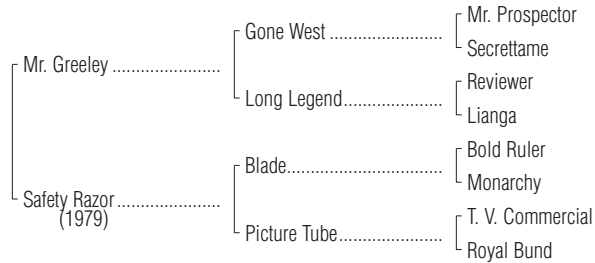 Mr. Prospector
Gone West ......................
Secrettame
Mr. Greeley .....................
Reviewer
Long Legend...................
Lianga
Bold Ruler
Blade..............................
Monarchy
Safety Razor....................
(1979)
T. V. Commercial
Picture Tube....................
Royal Bund